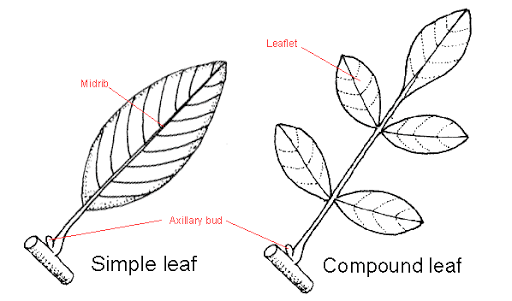 Leaflet
Midrib
Axillary bud
Simple leaf
Compound leaf